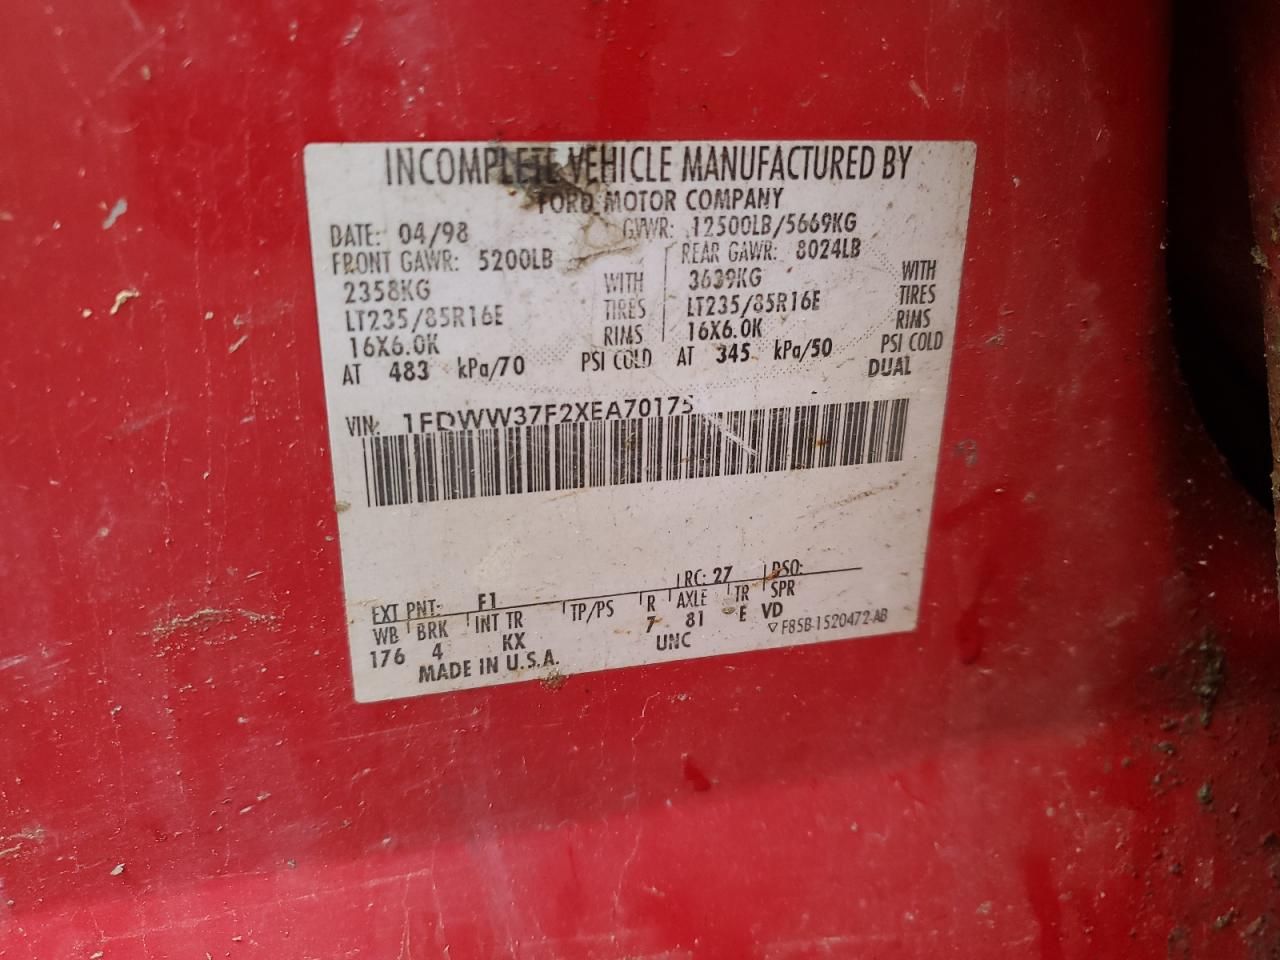 INCOMPLETE VEHICLE MANUFACTURED BY
FORD MOTOR COMPANY
DATE: 04/98 GVWR: 12500LB/5669KG
FRONT GAWR: 5200LB REAR GAWR: 8024LB
2358KG WITH 3639KG WITH
LT235/85R16E TIRES LT235/85R16E TIRES
16X6.0K RIMS 16X6.0K RIMS
AT 483 kPa/70 PSI COLD AT 345 kPa/50 PSI COLD
DUAL
VIN: 1FDWW37F2XEA70175
EXT PNT: F1 RC: 27 DSO:
WB BRK INT TR TP/PS R AXLE TR SPR
176 4 KX 7 81 E VD
MADE IN U.S.A. UNC ▽F85B-1520472-AB